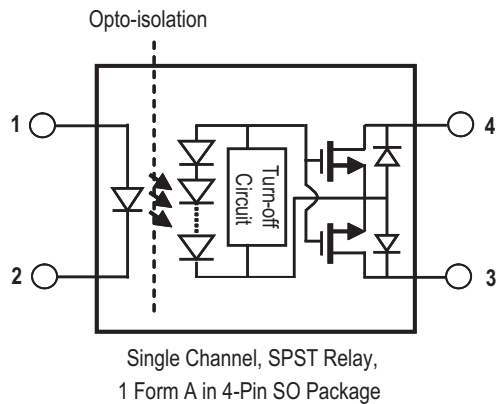 Opto-isolation
1
4
Turn-off
Circuit
2
3
Single Channel, SPST Relay,
1 Form A in 4-Pin SO Package